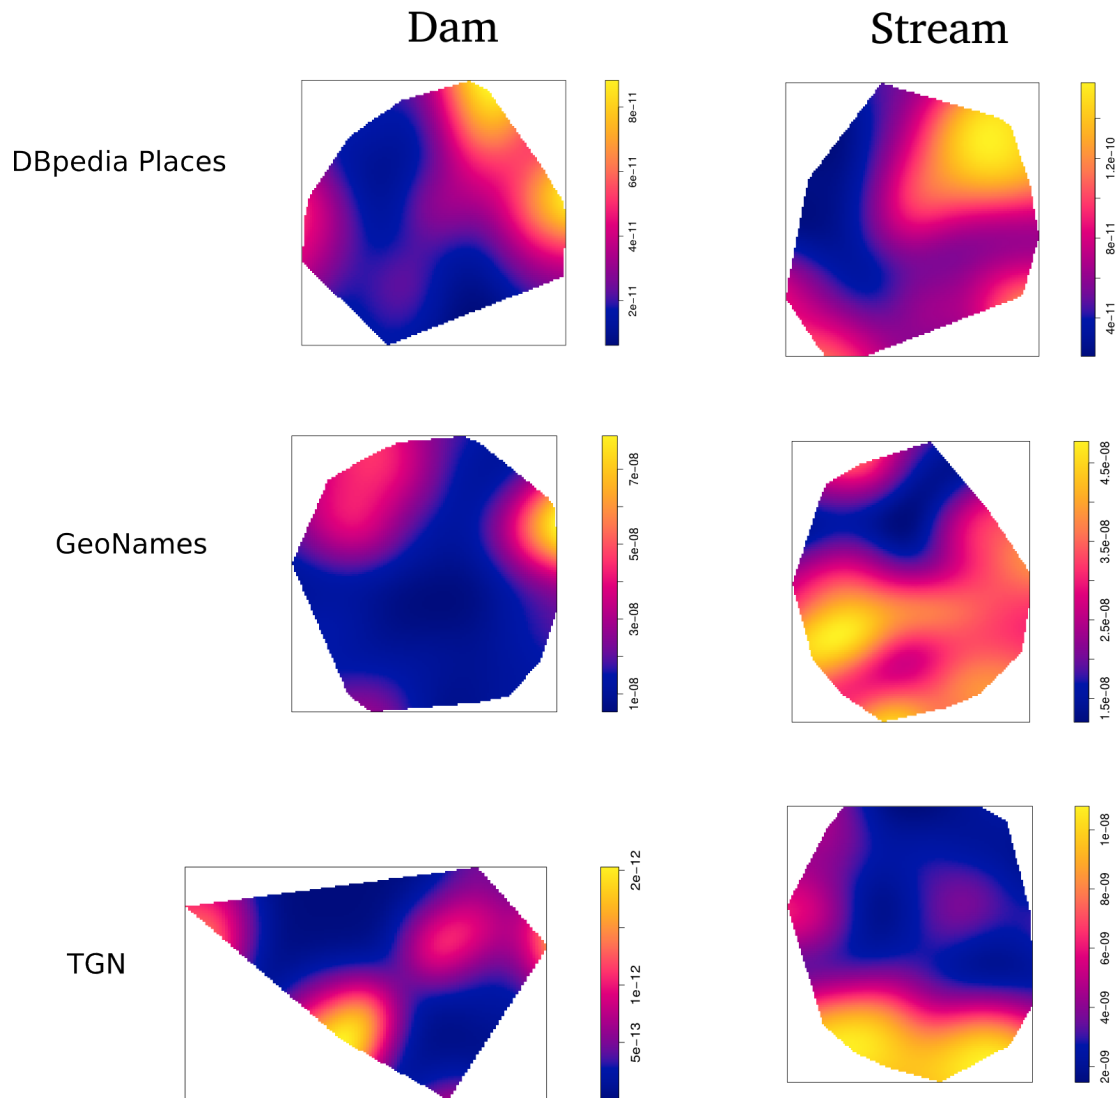 Dam
Stream
DBpedia Places
8e-11
6e-11
4e-11
2e-11
1.2e-10
8e-11
4e-11
GeoNames
7e-08
5e-08
3e-08
1e-08
4.5e-08
3.5e-08
2.5e-08
1.5e-08
TGN
2e-12
1e-12
5e-13
1e-08
8e-09
6e-09
4e-09
2e-09